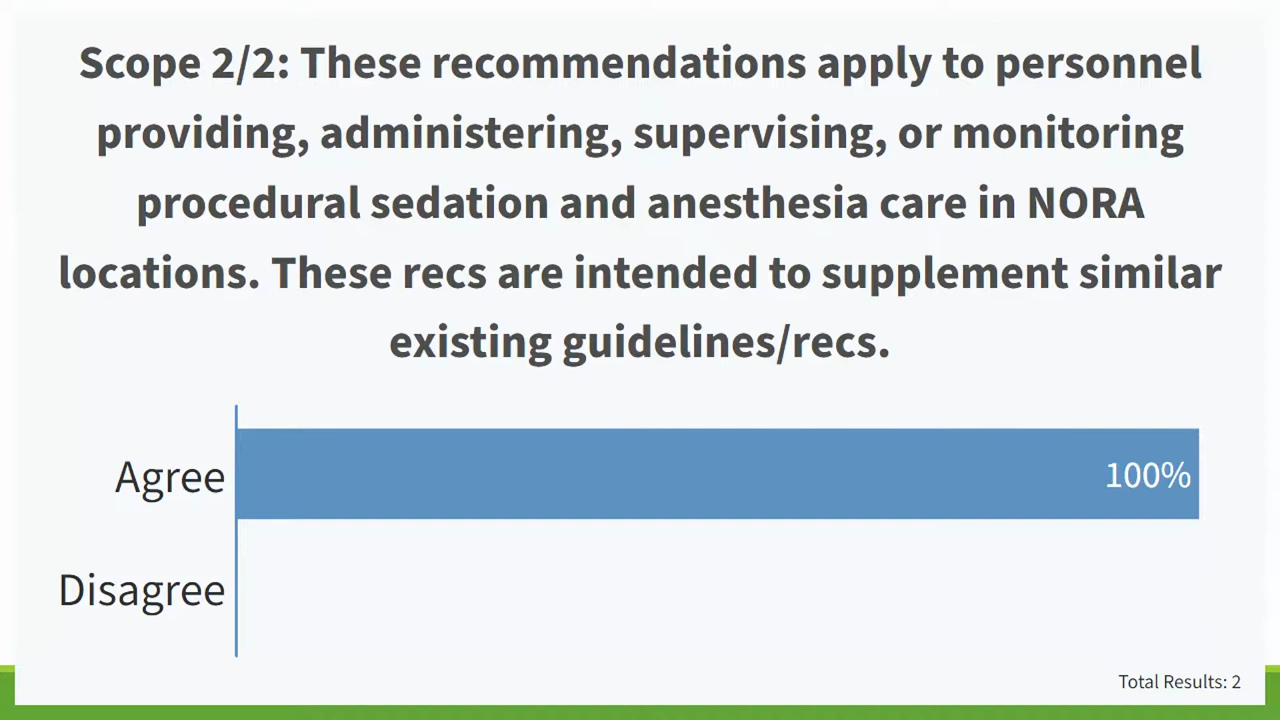 Scope 2/2: These recommendations apply to personnel
providing, administering, supervising, or monitoring
procedural sedation and anesthesia care in NORA
locations. These recs are intended to supplement similar
existing guidelines/recs.
Agree
100%
Disagree
Total Results: 2